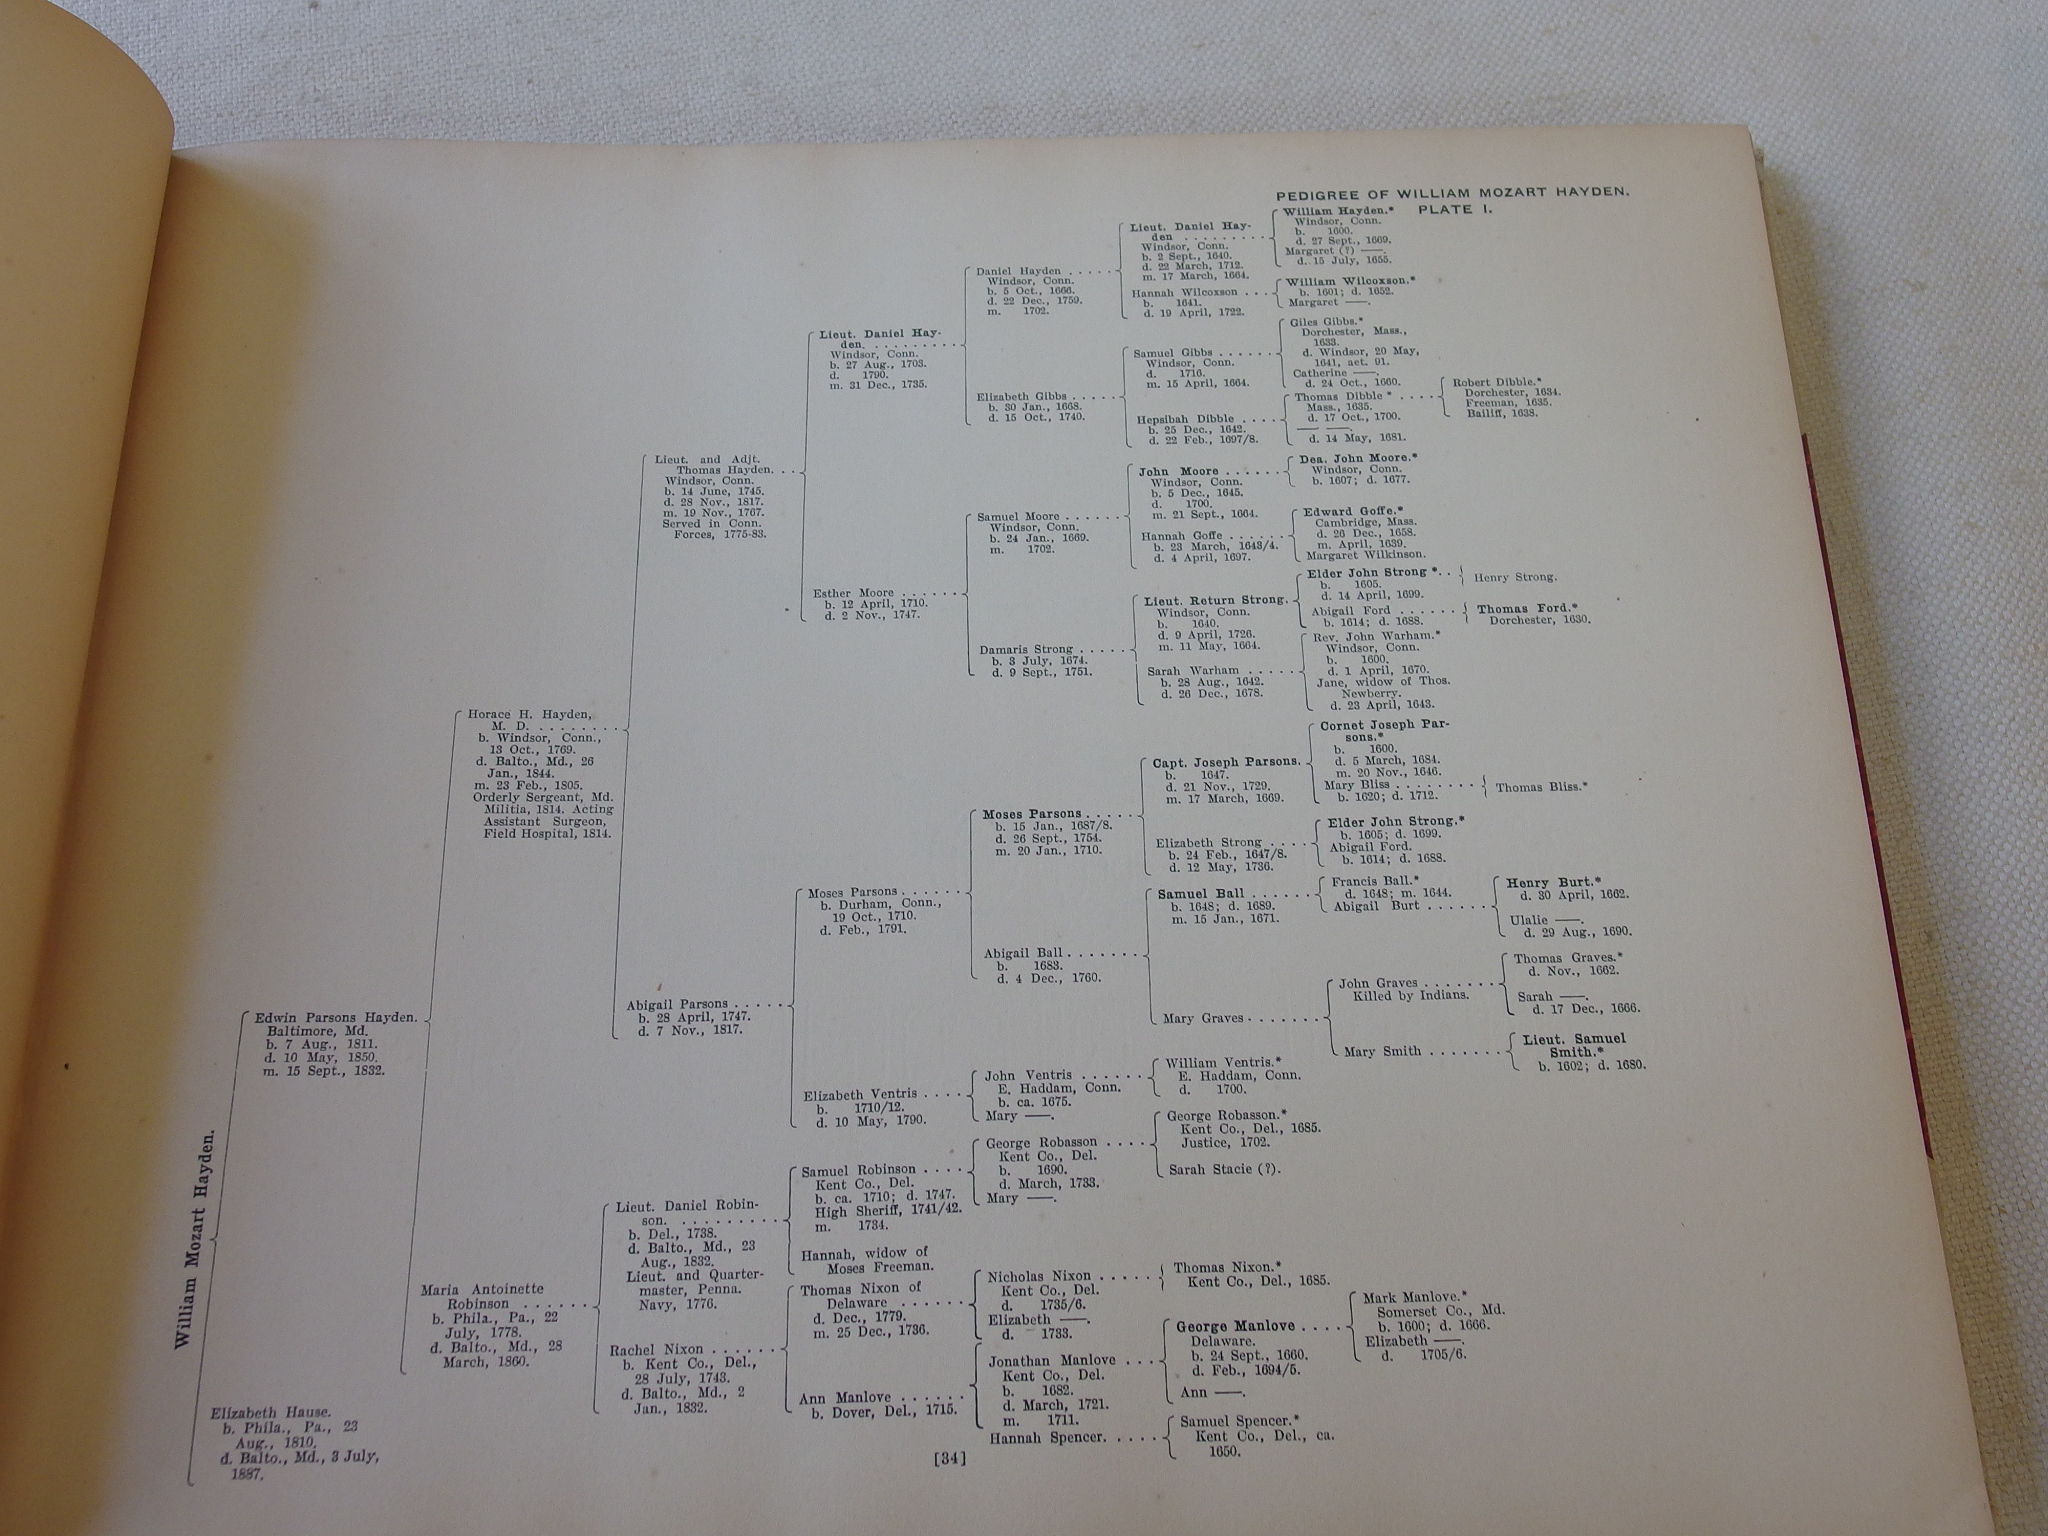 PEDIGREE OF WILLIAM MOZART HAYDEN.
PLATE I.
William Mozart Hayden.
Edwin Parsons Hayden.
Baltimore, Md.
b. 7 Aug., 1811.
d. 10 May, 1850.
m. 15 Sept., 1832.
Elizabeth Hause.
b. Phila., Pa., 23
Aug., 1810.
d. Balto., Md., 3 July,
1887.
Horace H. Hayden,
M. D. . . . . . . . .
b. Windsor, Conn.,
13 Oct., 1769.
d. Balto., Md., 26
Jan., 1844.
m. 23 Feb., 1805.
Orderly Sergeant, Md.
Militia, 1814. Acting
Assistant Surgeon,
Field Hospital, 1814.
Maria Antoinette
Robinson . . . . . .
b. Phila., Pa., 22
July, 1778.
d. Balto., Md., 28
March, 1860.
Lieut. and Adjt.
Thomas Hayden. . .
Windsor, Conn.
b. 14 June, 1745.
d. 28 Nov., 1817.
m. 19 Nov., 1767.
Served in Conn.
Forces, 1775-83.
Abigail Parsons . . . . .
b. 28 April, 1747.
d. 7 Nov., 1817.
Lieut. Daniel Robin-
son. . . . . . . . . .
b. Del., 1738.
d. Balto., Md., 23
Aug., 1832.
Lieut. and Quarter-
master, Penna.
Navy, 1776.
Rachel Nixon . . . . . .
b. Kent Co., Del.,
28 July, 1743.
d. Balto., Md., 2
Jan., 1832.
Lieut. Daniel Hay-
den. . . . . . . . . .
Windsor, Conn.
b. 27 Aug., 1703.
d. 1790.
m. 31 Dec., 1735.
Esther Moore . . . . . .
b. 12 April, 1710.
d. 2 Nov., 1747.
Moses Parsons . . . . . .
b. Durham, Conn.,
19 Oct., 1710.
d. Feb., 1791.
Elizabeth Ventris . . . .
b. 1710/12.
d. 10 May, 1790.
Samuel Robinson . . . .
Kent Co., Del.
b. ca. 1710; d. 1747.
High Sheriff, 1741/42.
m. 1734.
Hannah, widow of
Moses Freeman.
Thomas Nixon of
Delaware . . . . . .
d. Dec., 1779.
m. 25 Dec., 1736.
Ann Manlove . . . . . .
b. Dover, Del., 1715.
Daniel Hayden . . . . .
Windsor, Conn.
b. 5 Oct., 1666.
d. 22 Dec., 1759.
m. 1702.
Elizabeth Gibbs . . . . .
b. 30 Jan., 1668.
d. 15 Oct., 1740.
Samuel Moore . . . . . .
Windsor, Conn.
b. 24 Jan., 1669.
m. 1702.
Damaris Strong . . . . .
b. 3 July, 1674.
d. 9 Sept., 1751.
Moses Parsons . . . . .
b. 15 Jan., 1687/8.
d. 26 Sept., 1754.
m. 20 Jan., 1710.
Abigail Ball . . . . . . .
b. 1683.
d. 4 Dec., 1760.
John Ventris . . . . . .
E. Haddam, Conn.
b. ca. 1675.
Mary ——.
George Robasson . . . .
Kent Co., Del.
b. 1690.
d. March, 1733.
Mary ——.
Nicholas Nixon . . . . .
Kent Co., Del.
d. 1735/6.
Elizabeth ——.
d. 1733.
Jonathan Manlove . . .
Kent Co., Del.
b. 1682.
d. March, 1721.
m. 1711.
Hannah Spencer. . . . .
Lieut. Daniel Hay-
den . . . . . . . . .
Windsor, Conn.
b. 2 Sept., 1640.
d. 22 March, 1712.
m. 17 March, 1664.
Hannah Wilcoxson . . .
b. 1641.
d. 19 April, 1722.
Samuel Gibbs . . . . . .
Windsor, Conn.
d. 1716.
m. 15 April, 1664.
Hepsibah Dibble . . . .
b. 25 Dec., 1642.
d. 22 Feb., 1697/8.
John Moore . . . . . .
Windsor, Conn.
b. 5 Dec., 1645.
d. 1700.
m. 21 Sept., 1664.
Hannah Goffe . . . . . .
b. 23 March, 1643/4.
d. 4 April, 1697.
Lieut. Return Strong.
Windsor, Conn.
b. 1640.
d. 9 April, 1726.
m. 11 May, 1664.
Sarah Warham . . . . .
b. 28 Aug., 1642.
d. 26 Dec., 1678.
Capt. Joseph Parsons.
b. 1647.
d. 21 Nov., 1729.
m. 17 March, 1669.
Elizabeth Strong . . . .
b. 24 Feb., 1647/8.
d. 12 May, 1736.
Samuel Ball . . . . . .
b. 1648; d. 1689.
m. 15 Jan., 1671.
Mary Graves . . . . . . .
William Ventris.*
E. Haddam, Conn.
d. 1700.
George Robasson.*
Kent Co., Del., 1685.
Justice, 1702.
Sarah Stacie (?).
Thomas Nixon.*
Kent Co., Del., 1685.
George Manlove . . . .
Delaware.
b. 24 Sept., 1660.
d. Feb., 1694/5.
Ann ——.
Samuel Spencer.*
Kent Co., Del., ca.
1650.
William Hayden.*
Windsor, Conn.
b. 1600.
d. 27 Sept., 1669.
Margaret (?) ——.
d. 15 July, 1655.
William Wilcoxson.*
b. 1601; d. 1652.
Margaret ——.
Giles Gibbs.*
Dorchester, Mass.,
1633.
d. Windsor, 20 May,
1641, aet. 91.
Catherine ——.
d. 24 Oct., 1660.
Thomas Dibble * . . . .
Mass., 1635.
d. 17 Oct., 1700.
—— ——.
d. 14 May, 1681.
Dea. John Moore.*
Windsor, Conn.
b. 1607; d. 1677.
Edward Goffe.*
Cambridge, Mass.
d. 26 Dec., 1658.
m. April, 1639.
Margaret Wilkinson.
Elder John Strong *. .
b. 1605.
d. 14 April, 1699.
Abigail Ford . . . . . .
b. 1614; d. 1688.
Rev. John Warham.*
Windsor, Conn.
b. 1600.
d. 1 April, 1670.
Jane, widow of Thos.
Newberry.
d. 23 April, 1643.
Cornet Joseph Par-
sons.*
b. 1600.
d. 5 March, 1684.
m. 20 Nov., 1646.
Mary Bliss . . . . . . . .
b. 1620; d. 1712.
Elder John Strong.*
b. 1605; d. 1699.
Abigail Ford.
b. 1614; d. 1688.
Francis Ball.*
d. 1648; m. 1644.
Abigail Burt . . . . . .
John Graves . . . . . . .
Killed by Indians.
Mary Smith . . . . . . .
Mark Manlove.*
Somerset Co., Md.
b. 1600; d. 1666.
Elizabeth ——.
d. 1705/6.
Robert Dibble.*
Dorchester, 1634.
Freeman, 1635.
Bailiff, 1638.
Henry Strong.
Thomas Ford.*
Dorchester, 1630.
Thomas Bliss.*
Henry Burt.*
d. 30 April, 1662.
Ulalie ——.
d. 29 Aug., 1690.
Thomas Graves.*
d. Nov., 1662.
Sarah ——.
d. 17 Dec., 1666.
Lieut. Samuel
Smith.*
b. 1602; d. 1680.
[34]